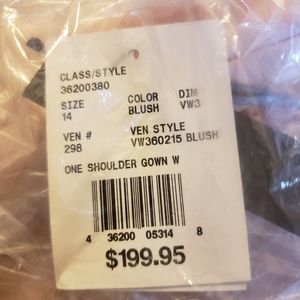 CLASS/STYLE
36200380
SIZE COLOR DIM
14 BLUSH VW3
VEN # VEN STYLE
298 VW360215 BLUSH
ONE SHOULDER GOWN W
4 36200 05314 8
$199.95